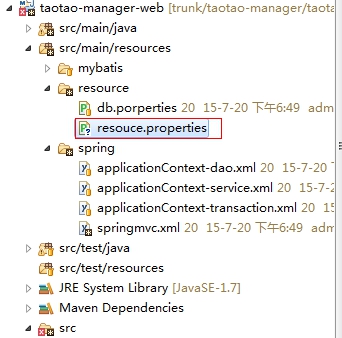 taotao-manager-web [trunk/taotao-manager/taota
src/main/java
src/main/resources
mybatis
resource
db.porperties 20 15-7-20 下午6:49 adm
resouce.properties
spring
applicationContext-dao.xml 20 15-7-20
applicationContext-service.xml 20 15-7
applicationContext-transaction.xml 20
springmvc.xml 20 15-7-20 下午6:49 a
src/test/java
src/test/resources
JRE System Library [JavaSE-1.7]
Maven Dependencies
src